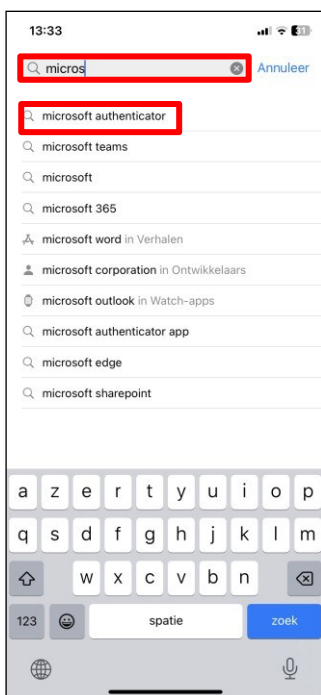 13:33
micros Annuleer
microsoft authenticator
microsoft teams
microsoft
microsoft 365
microsoft word in Verhalen
microsoft corporation in Ontwikkelaars
microsoft outlook in Watch-apps
microsoft authenticator app
microsoft edge
microsoft sharepoint
a z e r t y u i o p
q s d f g h j k l m
w x c v b n
123 spatie zoek